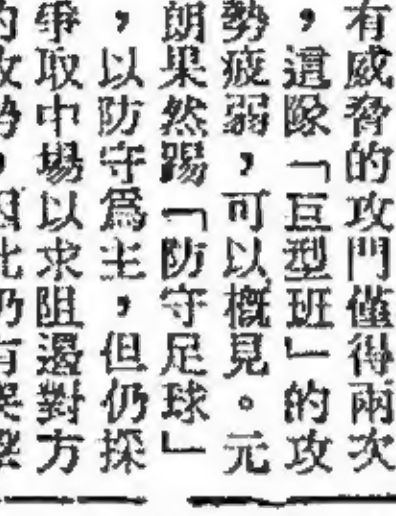 有威脅的攻門僅得兩次
，這隊「巨型班」的攻
勢疲弱，可以槪見。元
朗果然踢「防守足球」
，以防守爲主，但仍採
爭取中場以求阻遏對方
的攻勢，因此仍有